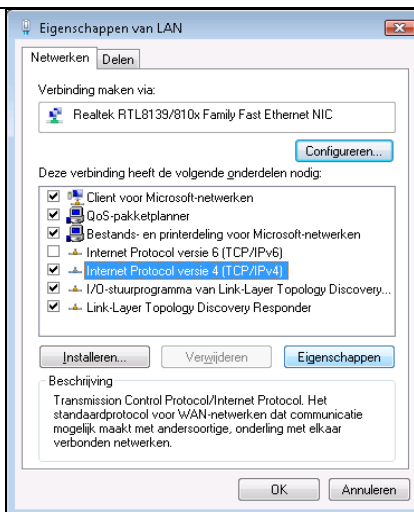 Eigenschappen van LAN
Netwerken Delen
Verbinding maken via:
Realtek RTL8139/810x Family Fast Ethernet NIC
Configureren...
Deze verbinding heeft de volgende onderdelen nodig:
Client voor Microsoft-netwerken
QoS-pakketplanner
Bestands- en printerdeling voor Microsoft-netwerken
Internet Protocol versie 6 (TCP/IPv6)
Internet Protocol versie 4 (TCP/IPv4)
I/O-stuurprogramma van Link-Layer Topology Discovery...
Link-Layer Topology Discovery Responder
Installeren... Verwijderen Eigenschappen
Beschrijving
Transmission Control Protocol/Internet Protocol. Het
standaardprotocol voor WAN-netwerken dat communicatie
mogelijk maakt met andersoortige, onderling met elkaar
verbonden netwerken.
OK Annuleren